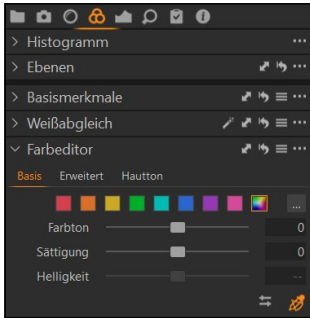 Histogramm
Ebenen
Basismerkmale
Weißabgleich
Farbeditor
Basis Erweitert Hautton
...
Farbton 0
Sättigung 0
Helligkeit --